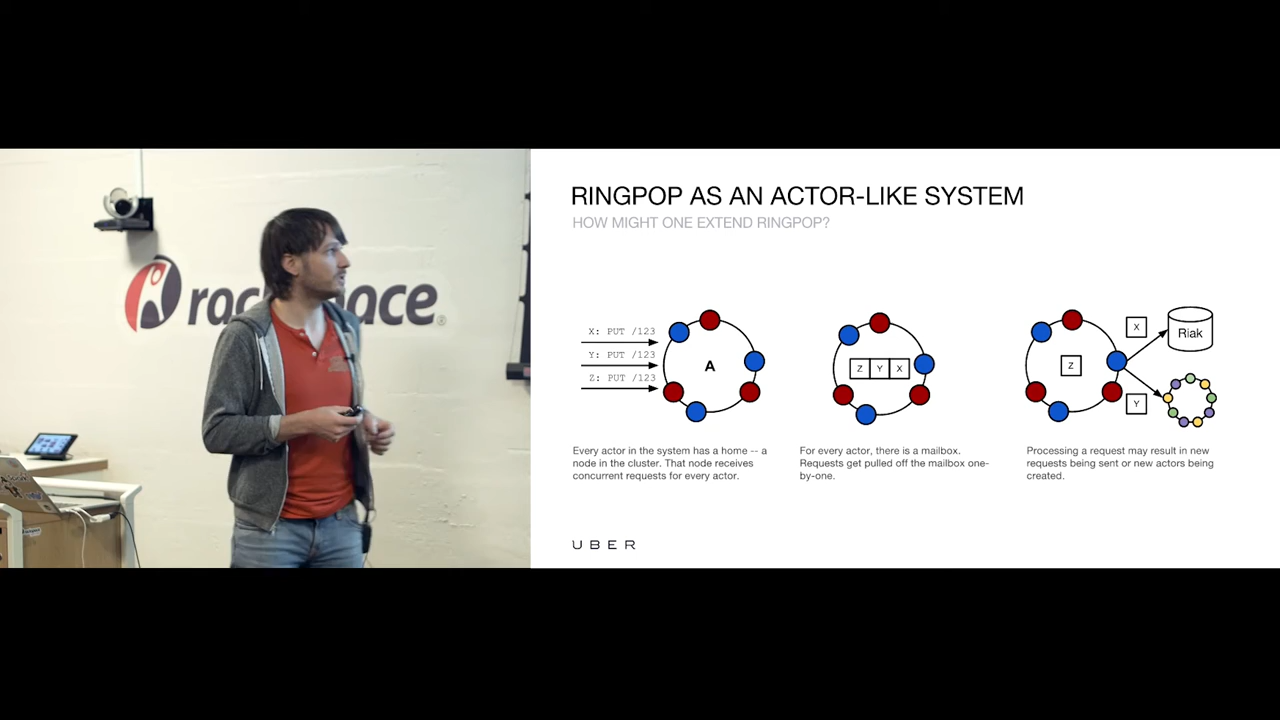 rac
ace
RINGPOP AS AN ACTOR-LIKE SYSTEM
HOW MIGHT ONE EXTEND RINGPOP?
X: PUT /123
Y: PUT /123
Z: PUT /123
A
Z Y X
Z
X
Y
Riak
Every actor in the system has a home -- a
node in the cluster. That node receives
concurrent requests for every actor.
For every actor, there is a mailbox.
Requests get pulled off the mailbox one-
by-one.
Processing a request may result in new
requests being sent or new actors being
created.
UBER